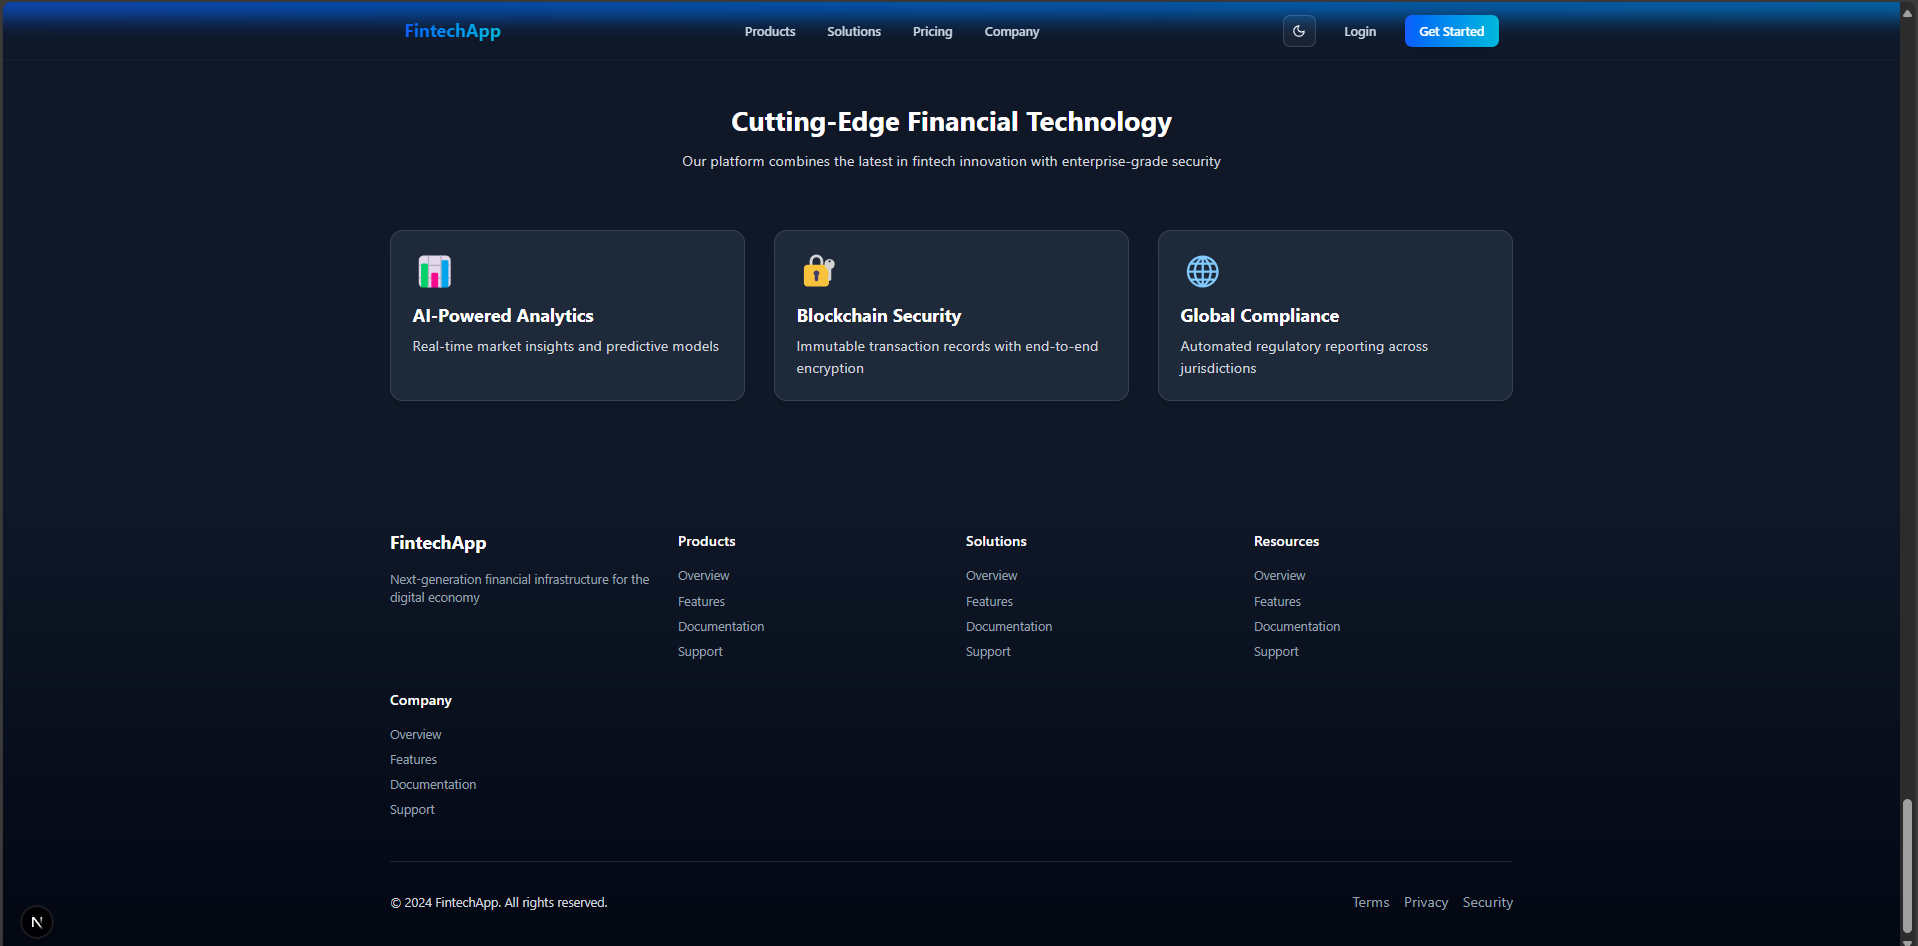 FintechApp
Products
Solutions
Pricing
Company
Login
Get Started
Cutting-Edge Financial Technology
Our platform combines the latest in fintech innovation with enterprise-grade security
AI-Powered Analytics
Real-time market insights and predictive models
Blockchain Security
Immutable transaction records with end-to-end
encryption
Global Compliance
Automated regulatory reporting across
jurisdictions
FintechApp
Next-generation financial infrastructure for the
digital economy
Products
Overview
Features
Documentation
Support
Solutions
Overview
Features
Documentation
Support
Resources
Overview
Features
Documentation
Support
Company
Overview
Features
Documentation
Support
© 2024 FintechApp. All rights reserved.
Terms
Privacy
Security
N